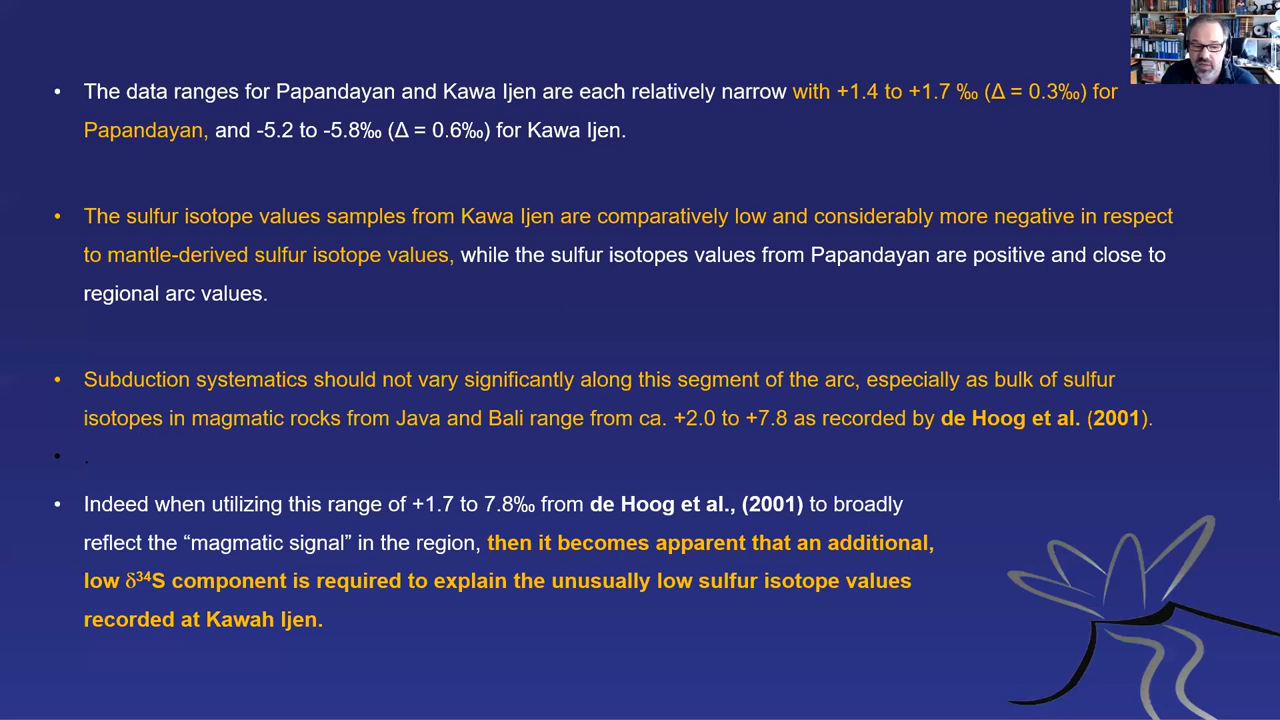 • The data ranges for Papandayan and Kawa Ijen are each relatively narrow with +1.4 to +1.7 ‰ (Δ = 0.3‰) for
Papandayan, and -5.2 to -5.8‰ (Δ = 0.6‰) for Kawa Ijen.
• The sulfur isotope values samples from Kawa Ijen are comparatively low and considerably more negative in respect
to mantle-derived sulfur isotope values, while the sulfur isotopes values from Papandayan are positive and close to
regional arc values.
• Subduction systematics should not vary significantly along this segment of the arc, especially as bulk of sulfur
isotopes in magmatic rocks from Java and Bali range from ca. +2.0 to +7.8 as recorded by de Hoog et al. (2001).
• .
• Indeed when utilizing this range of +1.7 to 7.8‰ from de Hoog et al., (2001) to broadly
reflect the “magmatic signal” in the region, then it becomes apparent that an additional,
low δ³⁴S component is required to explain the unusually low sulfur isotope values
recorded at Kawah Ijen.